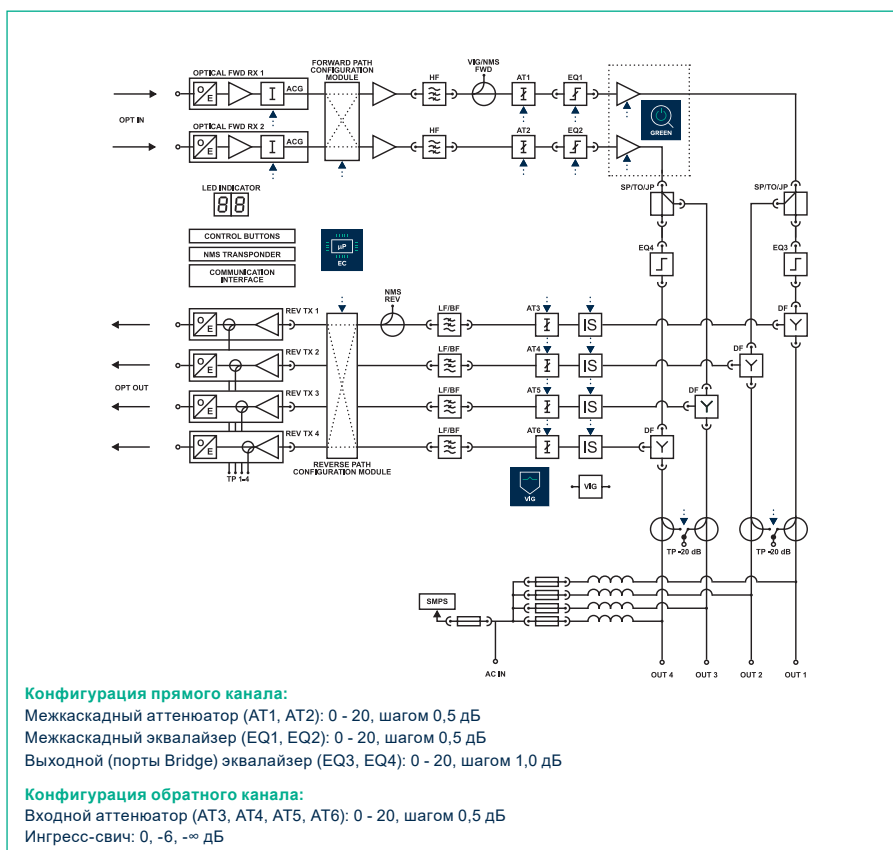 FORWARD PATH
CONFIGURATION
MODULE
VIG/NMS
FWD
OPTICAL FWD RX 1
HF
AT1
EQ1
O
E
I
ACG
OPT IN
GREEN
OPTICAL FWD RX 2
HF
AT2
EQ2
O
E
I
ACG
LED INDICATOR
88
SP/TO/JP
SP/TO/JP
CONTROL BUTTONS
NMS TRANSPONDER
COMMUNICATION
INTERFACE
µP
EC
EQ4
EQ3
NMS
REV
REV TX 1
LF/BF
AT3
DF
O
E
IS
Y
REV TX 2
LF/BF
AT4
DF
O
E
IS
Y
OPT OUT
REV TX 3
LF/BF
AT5
DF
O
E
IS
Y
REV TX 4
LF/BF
AT6
DF
O
E
IS
Y
REVERSE PATH
CONFIGURATION MODULE
TP 1-4
VIG
VIG
TP -20 dB
TP -20 dB
SMPS
AC IN
OUT 4
OUT 3
OUT 2
OUT 1
Конфигурация прямого канала:
Межкаскадный аттенюатор (AT1, AT2): 0 - 20, шагом 0,5 дБ
Межкаскадный эквалайзер (EQ1, EQ2): 0 - 20, шагом 0,5 дБ
Выходной (порты Bridge) эквалайзер (EQ3, EQ4): 0 - 20, шагом 1,0 дБ
Конфигурация обратного канала:
Входной аттенюатор (AT3, AT4, AT5, AT6): 0 - 20, шагом 0,5 дБ
Ингресс-свич: 0, -6, -∞ дБ